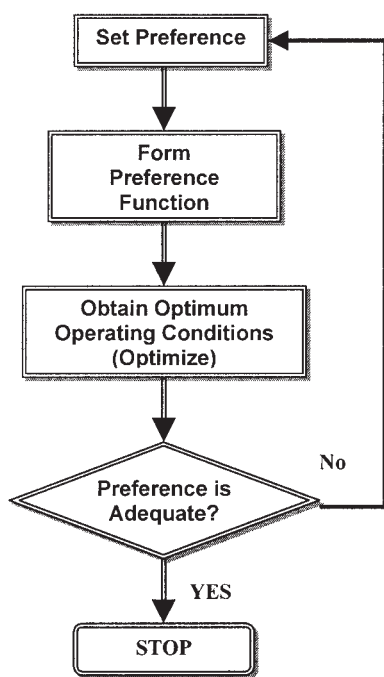 Set Preference
Form
Preference
Function
Obtain Optimum
Operating Conditions
(Optimize)
Preference is
Adequate?
No
YES
STOP